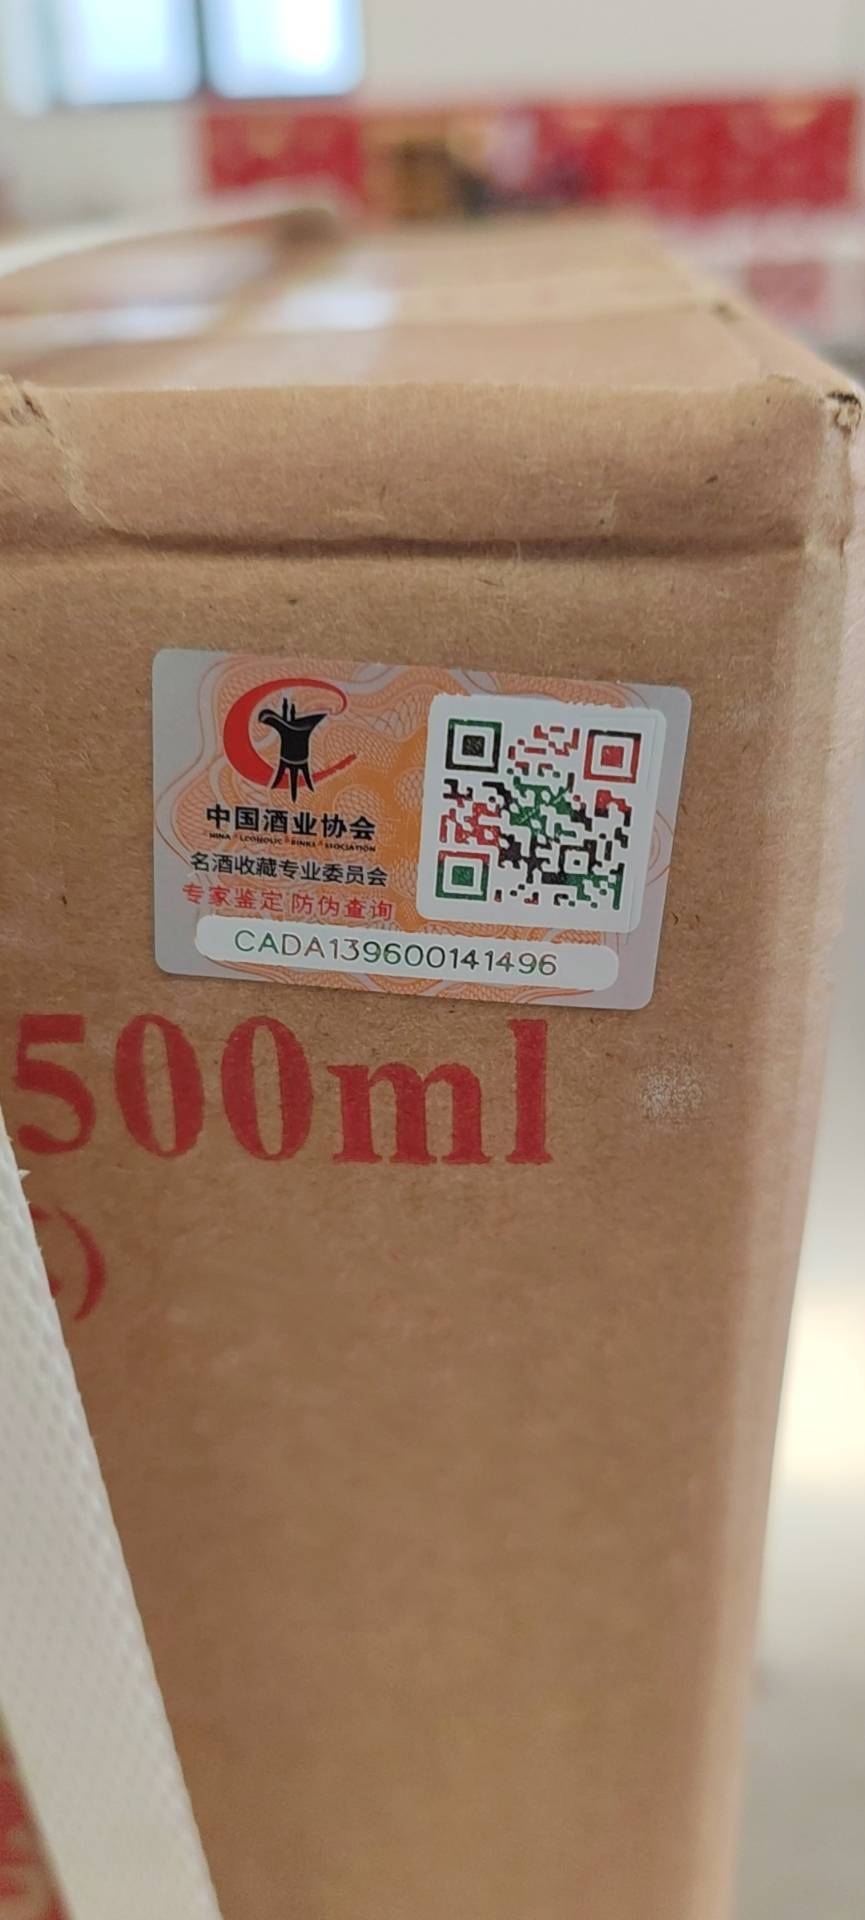 中国酒业协会
名酒收藏专业委员会
专家鉴定 防伪查询
CADA139600141496
500ml